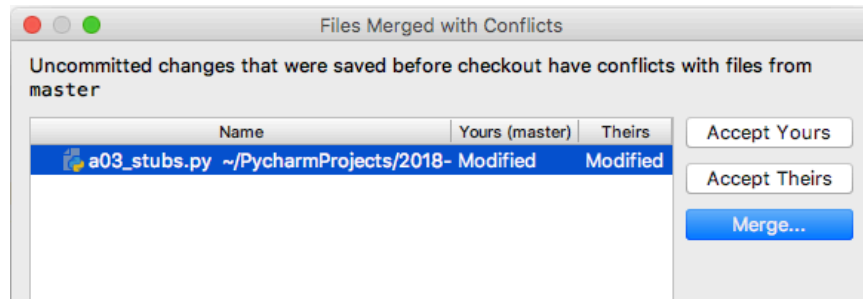 Files Merged with Conflicts
Uncommitted changes that were saved before checkout have conflicts with files from
master
Name Yours (master) Theirs
a03_stubs.py ~/PycharmProjects/2018- Modified Modified
Accept Yours
Accept Theirs
Merge...